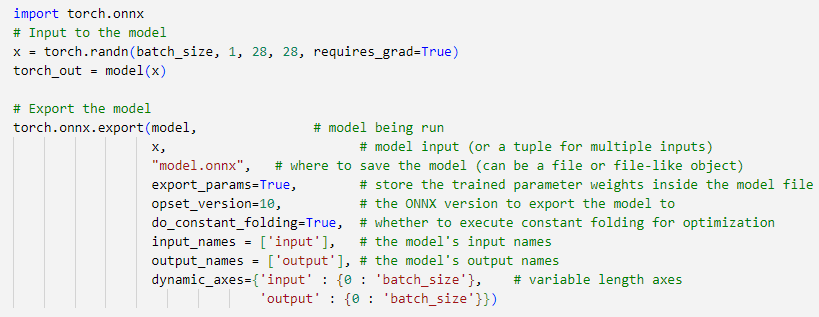 import torch.onnx
# Input to the model
x = torch.randn(batch_size, 1, 28, 28, requires_grad=True)
torch_out = model(x)

# Export the model
torch.onnx.export(model,               # model being run
                  x,                         # model input (or a tuple for multiple inputs)
                  "model.onnx",   # where to save the model (can be a file or file-like object)
                  export_params=True,        # store the trained parameter weights inside the model file
                  opset_version=10,          # the ONNX version to export the model to
                  do_constant_folding=True,  # whether to execute constant folding for optimization
                  input_names = ['input'],   # the model's input names
                  output_names = ['output'], # the model's output names
                  dynamic_axes={'input' : {0 : 'batch_size'},    # variable length axes
                                'output' : {0 : 'batch_size'}})